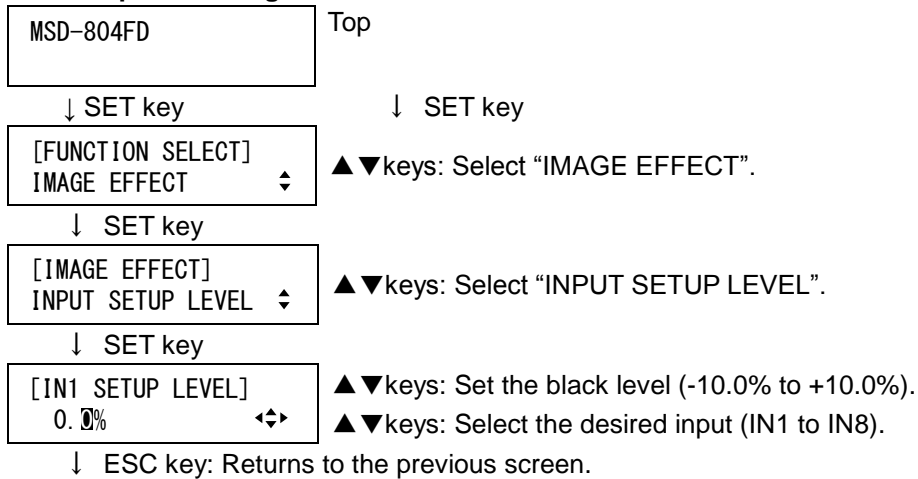 MSD-804FD
Top
↓ SET key
↓ SET key
[FUNCTION SELECT]
IMAGE EFFECT
▲▼keys: Select “IMAGE EFFECT”.
↓ SET key
[IMAGE EFFECT]
INPUT SETUP LEVEL
▲▼keys: Select “INPUT SETUP LEVEL”.
↓ SET key
[IN1 SETUP LEVEL]
0.0%
▲▼keys: Set the black level (-10.0% to +10.0%).
▲▼keys: Select the desired input (IN1 to IN8).
↓ ESC key: Returns to the previous screen.